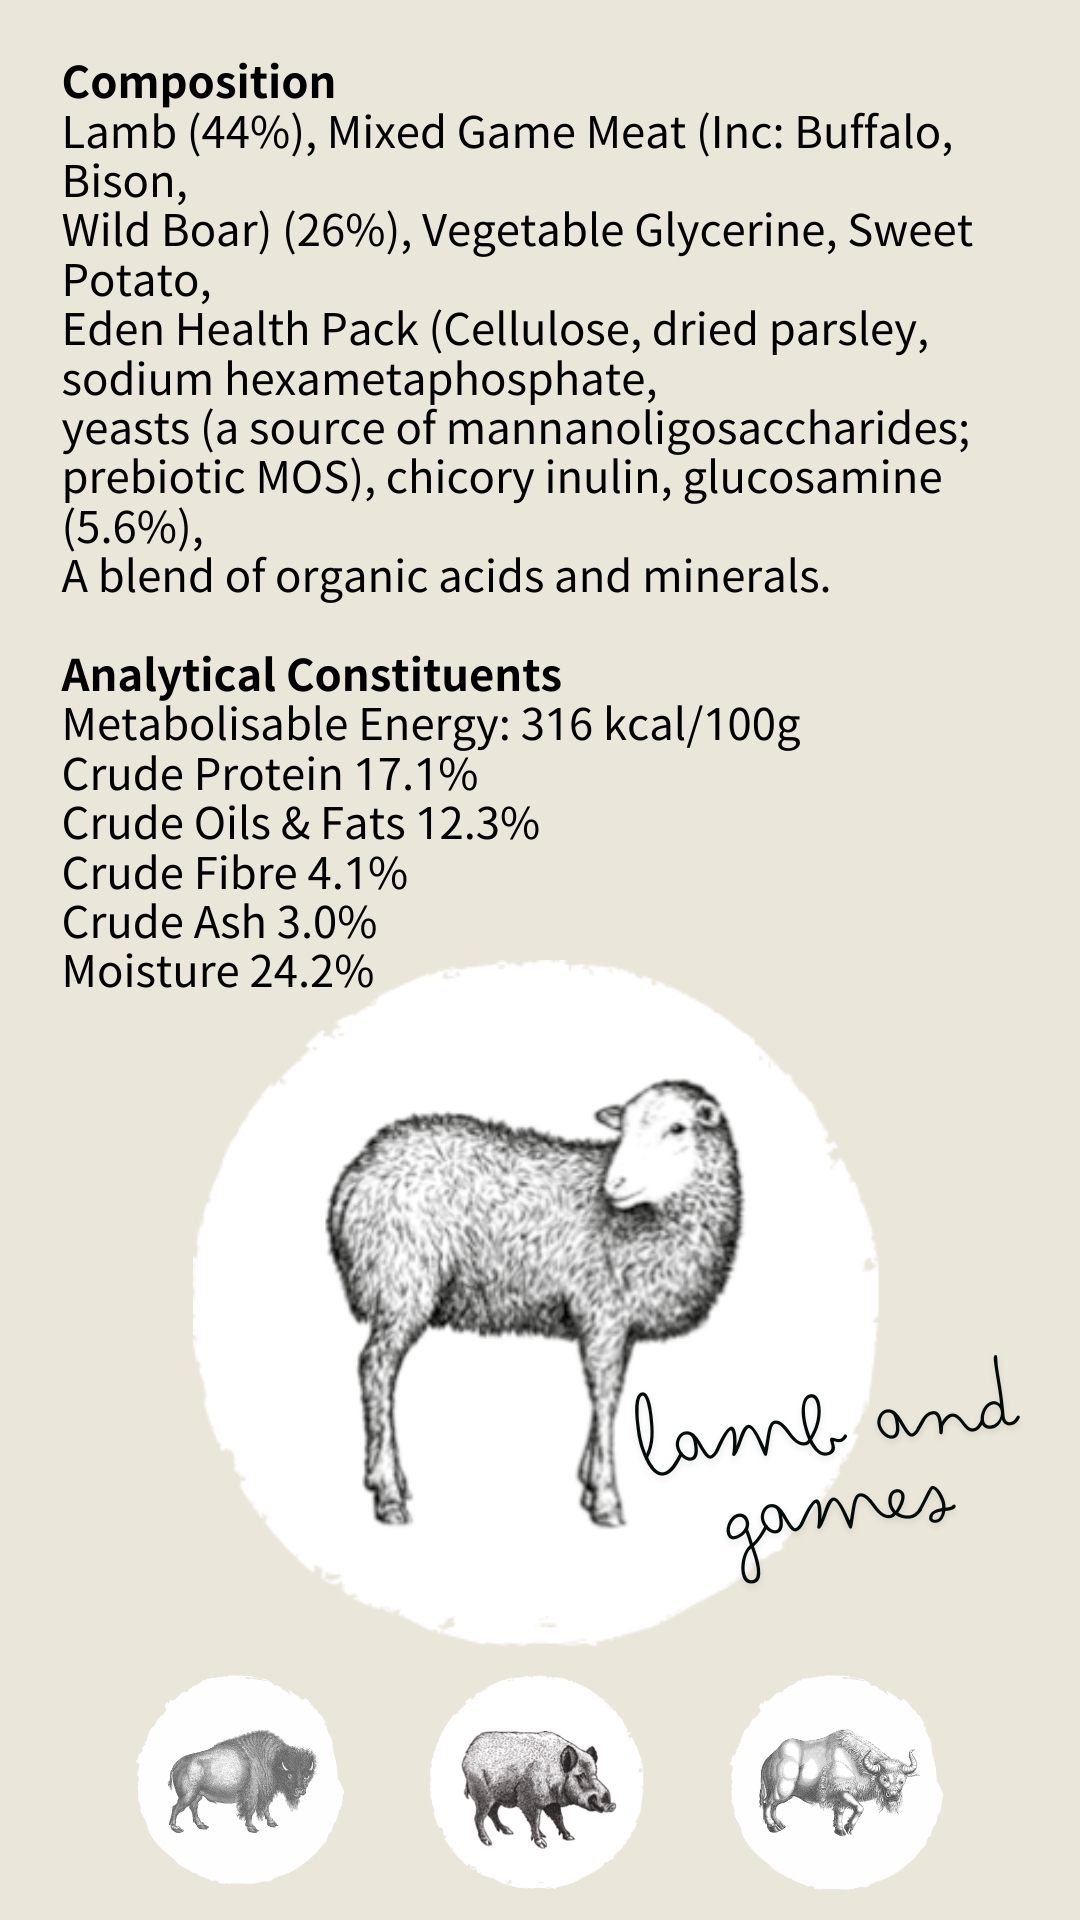 Composition
Lamb (44%), Mixed Game Meat (Inc: Buffalo,
Bison,
Wild Boar) (26%), Vegetable Glycerine, Sweet
Potato,
Eden Health Pack (Cellulose, dried parsley,
sodium hexametaphosphate,
yeasts (a source of mannanoligosaccharides;
prebiotic MOS), chicory inulin, glucosamine
(5.6%),
A blend of organic acids and minerals.
Analytical Constituents
Metabolisable Energy: 316 kcal/100g
Crude Protein 17.1%
Crude Oils & Fats 12.3%
Crude Fibre 4.1%
Crude Ash 3.0%
Moisture 24.2%
lamb and
games